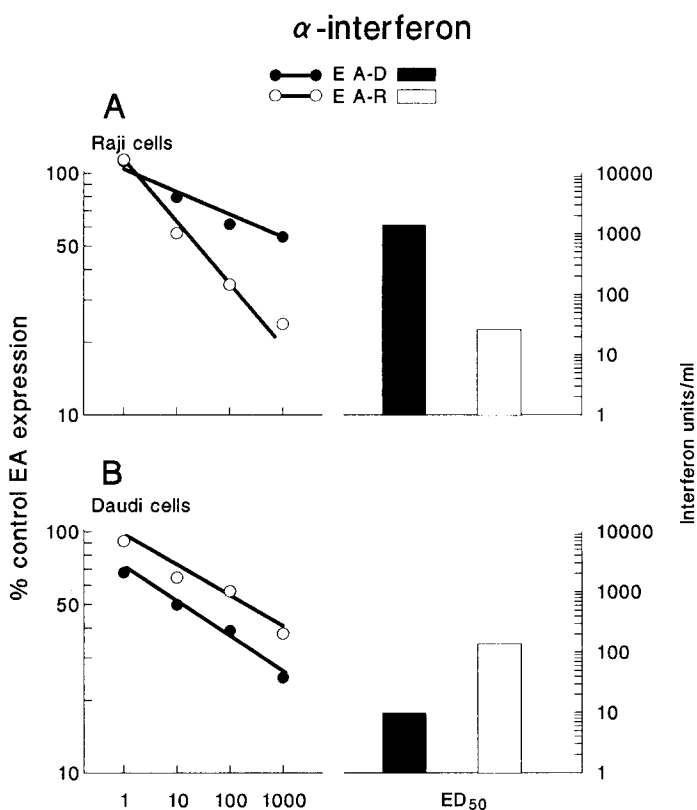 α-interferon
E A-D
E A-R
A
Raji cells
100
50
10
10000
1000
100
10
1
% control EA expression
Interferon units/ml
B
Daudi cells
100
50
10
1 10 100 1000
10000
1000
100
10
1
ED50